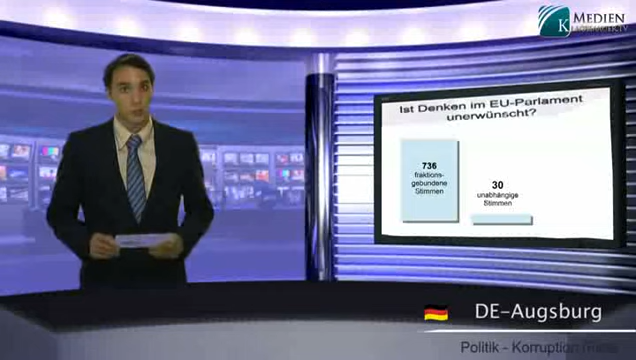 MEDIEN
K
Ist Denken im EU-Parlament
unerwünscht?
736
fraktions-
gebundene
Stimmen
30
unabhängige
Stimmen
DE-Augsburg
Politik - Korruption